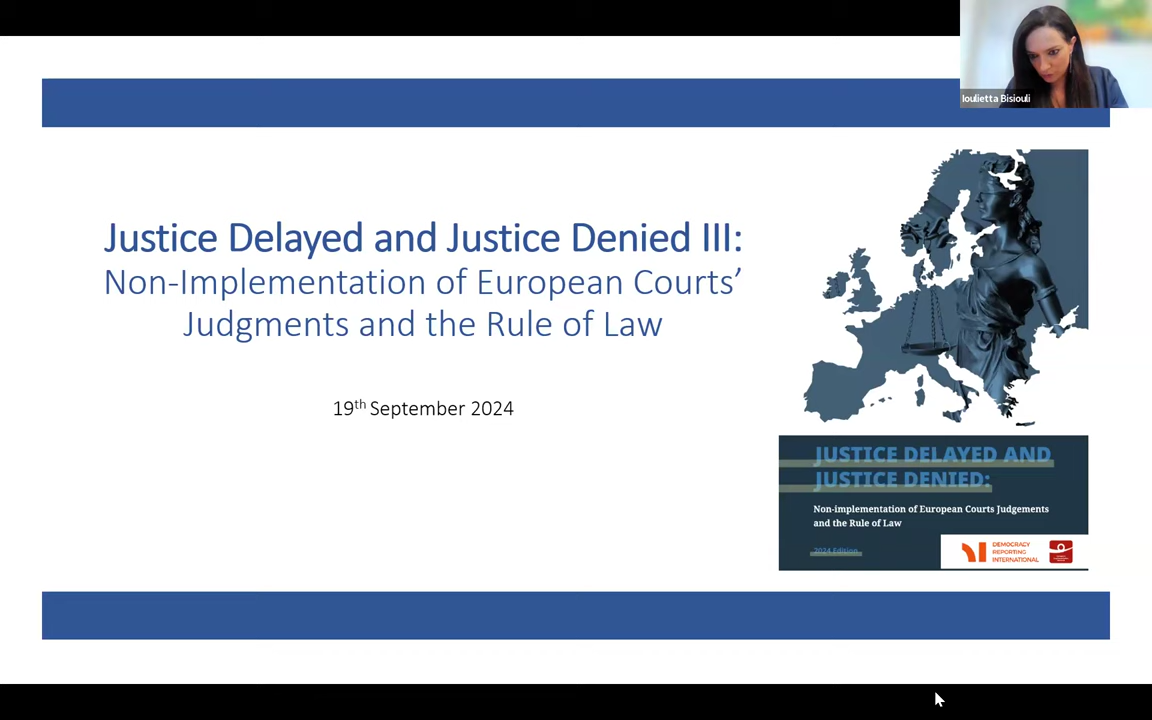 Ioulietta Bisiouli
Justice Delayed and Justice Denied III:
Non-Implementation of European Courts’
Judgments and the Rule of Law
19th September 2024
JUSTICE DELAYED AND
JUSTICE DENIED:
Non-implementation of European Courts Judgements
and the Rule of Law
2024 Edition
DEMOCRACY
REPORTING
INTERNATIONAL